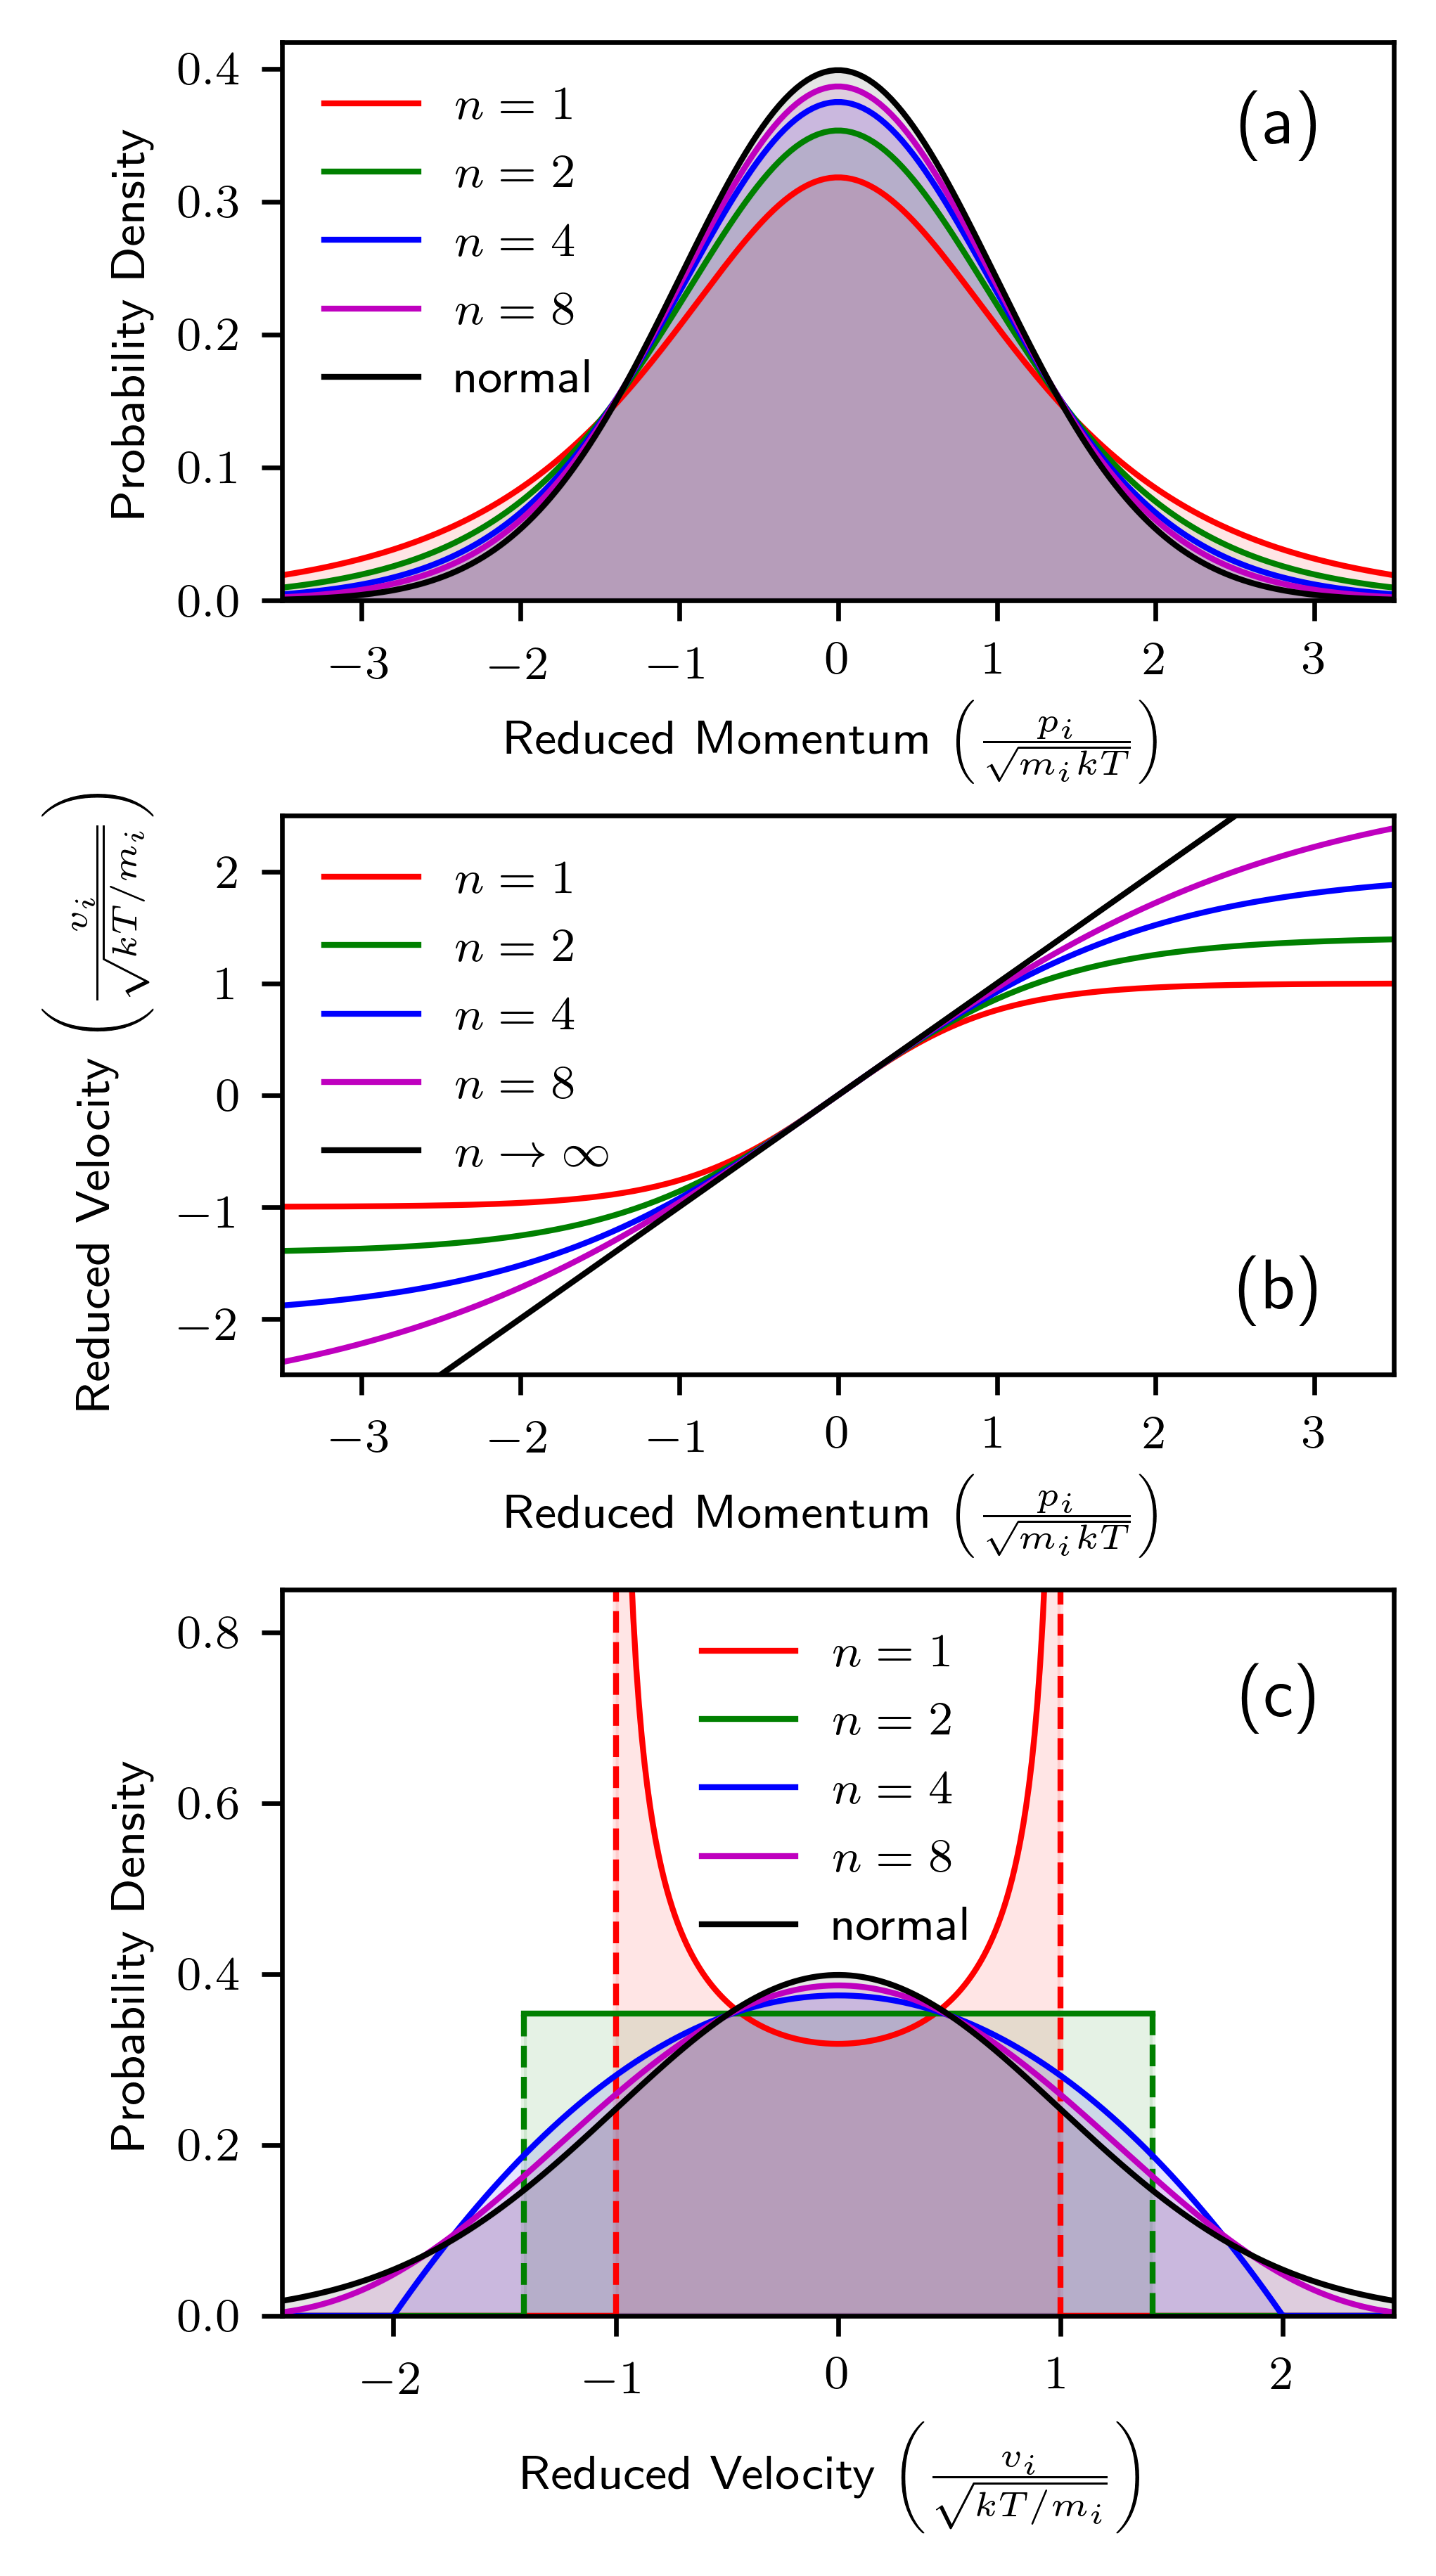 (a)
n = 1
n = 2
n = 4
n = 8
normal
Probability Density
0.4
0.3
0.2
0.1
0.0
−3 −2 −1 0 1 2 3
Reduced Momentum (p_i / √(m_i kT))
(b)
n = 1
n = 2
n = 4
n = 8
n → ∞
Reduced Velocity (v_i / √(kT/m_i))
2
1
0
−1
−2
−3 −2 −1 0 1 2 3
Reduced Momentum (p_i / √(m_i kT))
(c)
n = 1
n = 2
n = 4
n = 8
normal
Probability Density
0.8
0.6
0.4
0.2
0.0
−2 −1 0 1 2
Reduced Velocity (v_i / √(kT/m_i))